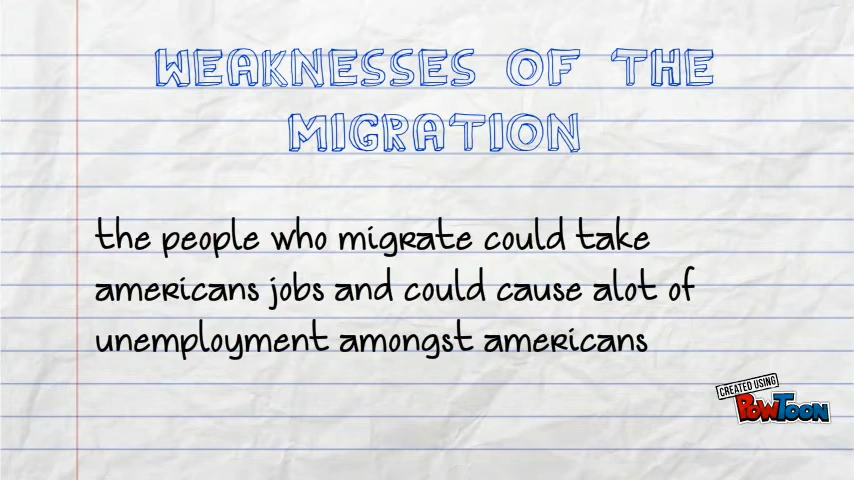 WEAKNESSES OF THE
MIGRATION
the people who migrate could take
americans jobs and could cause alot of
unemployment amongst americans
CREATED USING
POWTOON